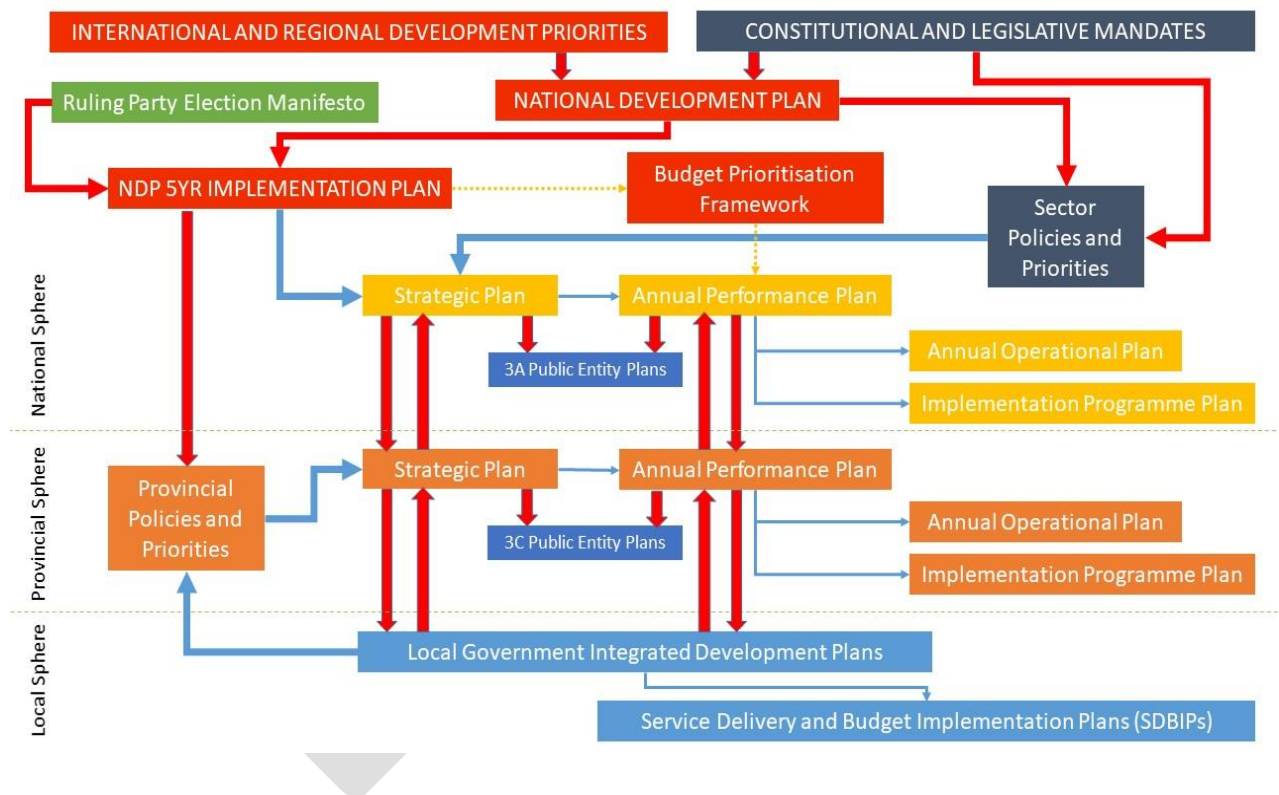 INTERNATIONAL AND REGIONAL DEVELOPMENT PRIORITIES
CONSTITUTIONAL AND LEGISLATIVE MANDATES
Ruling Party Election Manifesto
NATIONAL DEVELOPMENT PLAN
NDP 5YR IMPLEMENTATION PLAN
Budget Prioritisation
Framework
Sector
Policies and
Priorities
National Sphere
Strategic Plan
Annual Performance Plan
3A Public Entity Plans
Annual Operational Plan
Implementation Programme Plan
Provincial Sphere
Provincial
Policies and
Priorities
Strategic Plan
Annual Performance Plan
3C Public Entity Plans
Annual Operational Plan
Implementation Programme Plan
Local Sphere
Local Government Integrated Development Plans
Service Delivery and Budget Implementation Plans (SDBIPs)